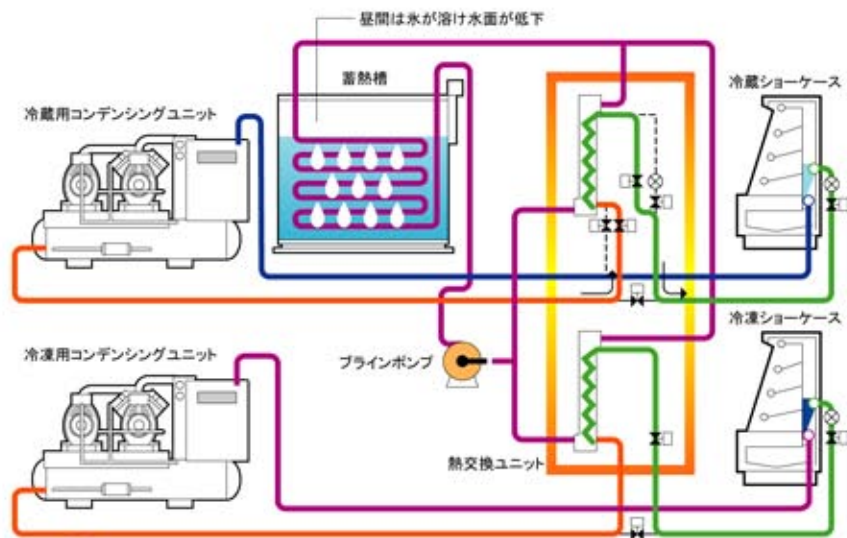 昼間は氷が溶け水面が低下
蓄熱槽
冷蔵用コンデンシングユニット
冷蔵ショーケース
冷凍ショーケース
冷凍用コンデンシングユニット
ブラインポンプ
熱交換ユニット